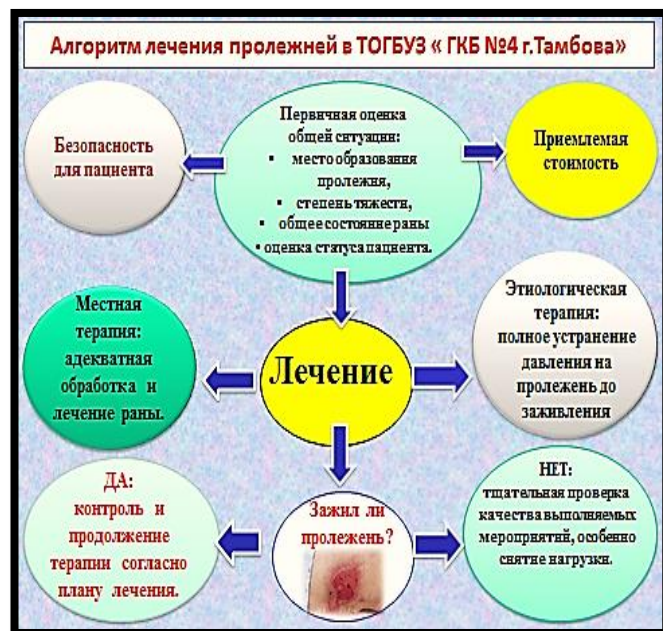 Алгоритм лечения пролежней в ТОГБУЗ « ГКБ №4 г.Тамбова»
Безопасность
для пациента
Первичная оценка
общей ситуации:
▪ место образования
пролежня,
▪ степень тяжести,
▪ общее состояние раны
▪ оценка статуса пациента.
Приемлемая
стоимость
Местная
терапия:
адекватная
обработка и
лечение раны.
Лечение
Этиологическая
терапия:
полное устранение
давления на
пролежень до
заживления
ДА:
контроль и
продолжение
терапии согласно
плану лечения.
Зажил ли
пролежень?
НЕТ:
тщательная проверка
качества выполняемых
мероприятий, особенно
снятие нагрузки.